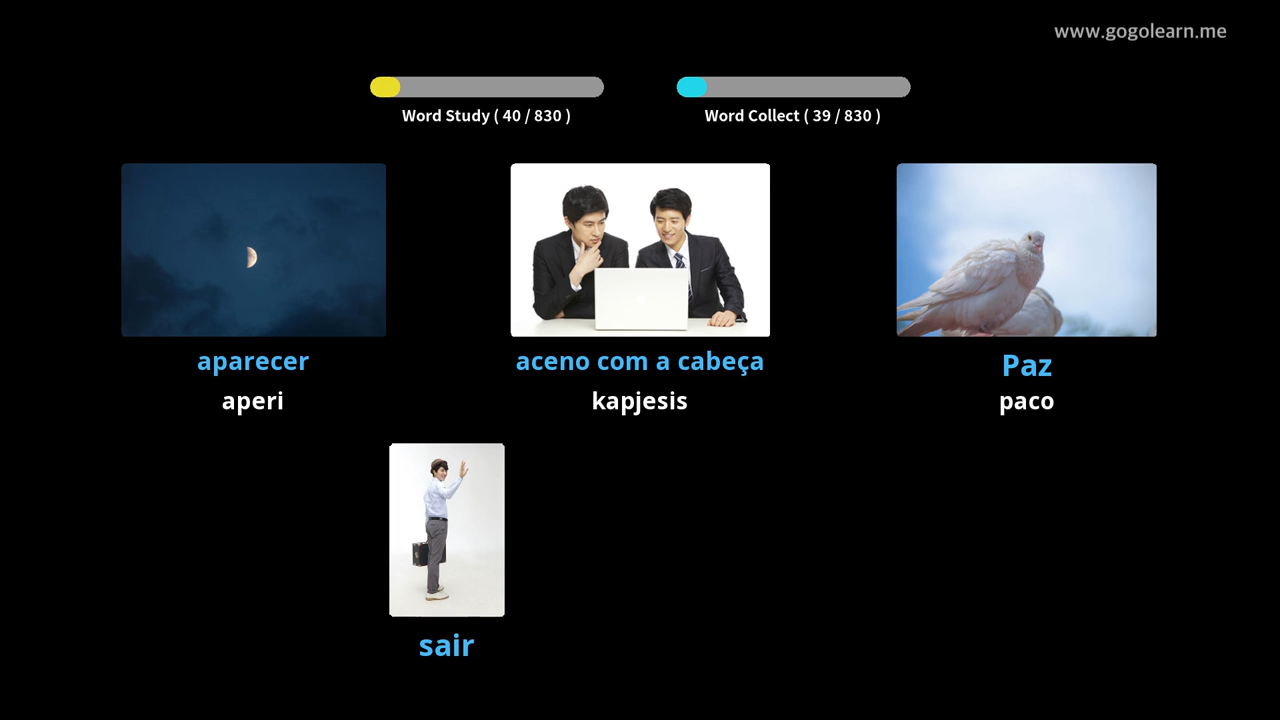 www.gogolearn.me
Word Study ( 40 / 830 )
Word Collect ( 39 / 830 )
aparecer
aceno com a cabeça
Paz
aperi
kapjesis
paco
sair